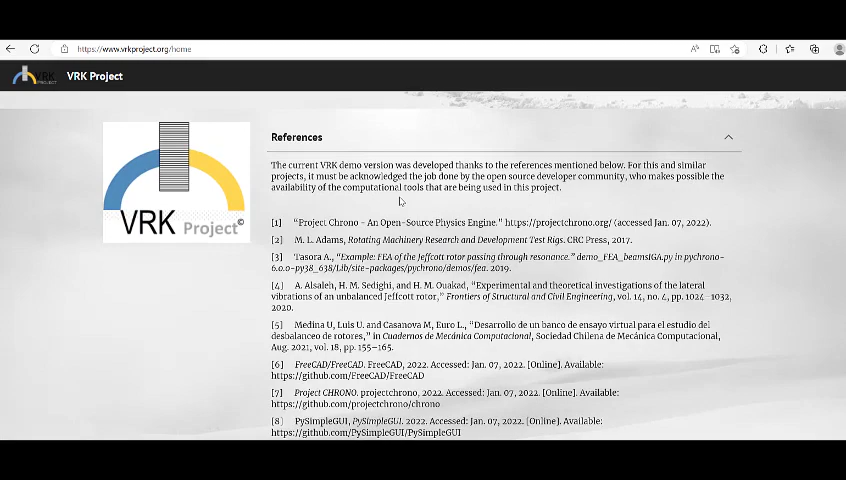 https://www.vrkproject.org/home
VRK Project
VRK Project©
References
The current VRK demo version was developed thanks to the references mentioned below. For this and similar
projects, it must be acknowledged the job done by the open source developer community, who makes possible the
availability of the computational tools that are being used in this project.
[1] “Project Chrono - An Open-Source Physics Engine.” https://projectchrono.org/ (accessed Jan. 07, 2022).
[2] M. L. Adams, Rotating Machinery Research and Development Test Rigs. CRC Press, 2017.
[3] Tasora A., “Example: FEA of the Jeffcott rotor passing through resonance.” demo_FEA_beamsIGA.py in pychrono-
6.0.0-py38_638/Lib/site-packages/pychrono/demos/fea. 2019.
[4] A. Alsaleh, H. M. Sedighi, and H. M. Ouakad, “Experimental and theoretical investigations of the lateral
vibrations of an unbalanced Jeffcott rotor,” Frontiers of Structural and Civil Engineering, vol. 14, no. 4, pp. 1024–1032,
2020.
[5] Medina U, Luis U. and Casanova M, Euro L., “Desarrollo de un banco de ensayo virtual para el estudio del
desbalanceo de rotores,” in Cuadernos de Mecánica Computacional, Sociedad Chilena de Mecánica Computacional,
Aug. 2021, vol. 18, pp. 155–165.
[6] FreeCAD/FreeCAD. FreeCAD, 2022. Accessed: Jan. 07, 2022. [Online]. Available:
https://github.com/FreeCAD/FreeCAD
[7] Project CHRONO. projectchrono, 2022. Accessed: Jan. 07, 2022. [Online]. Available:
https://github.com/projectchrono/chrono
[8] PySimpleGUI, PySimpleGUI. 2022. Accessed: Jan. 07, 2022. [Online]. Available:
https://github.com/PySimpleGUI/PySimpleGUI